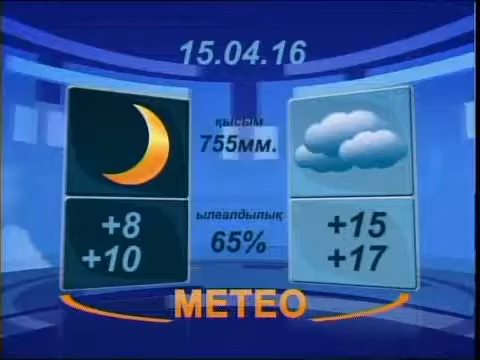 15.04.16
қысым
755мм.
+8
+10
ылғалдылық
65%
+15
+17
МЕТЕО